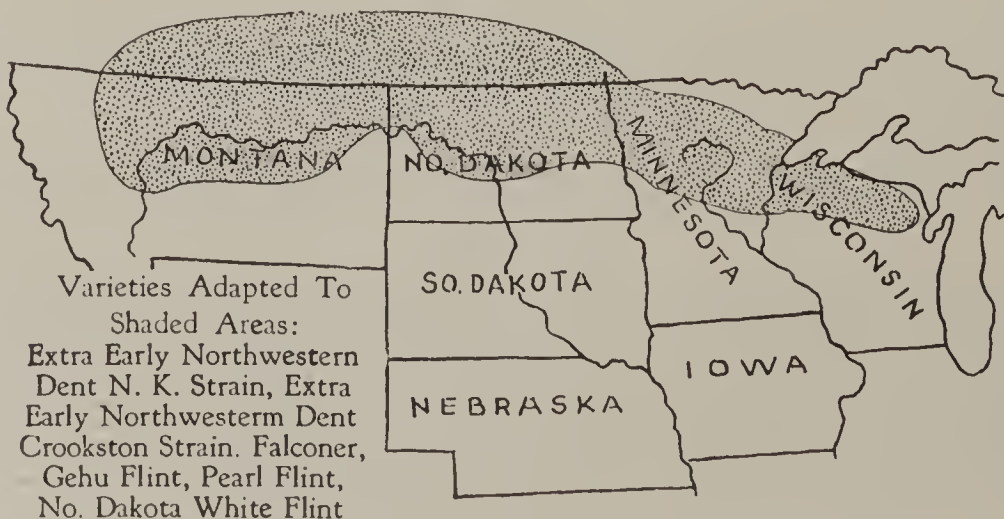 MONTANA
NO. DAKOTA
MINNESOTA
WISCONSIN
SO. DAKOTA
IOWA
NEBRASKA
Varieties Adapted To
Shaded Areas:
Extra Early Northwestern
Dent N. K. Strain, Extra
Early Northwesterm Dent
Crookston Strain. Falconer,
Gehu Flint, Pearl Flint,
No. Dakota White Flint